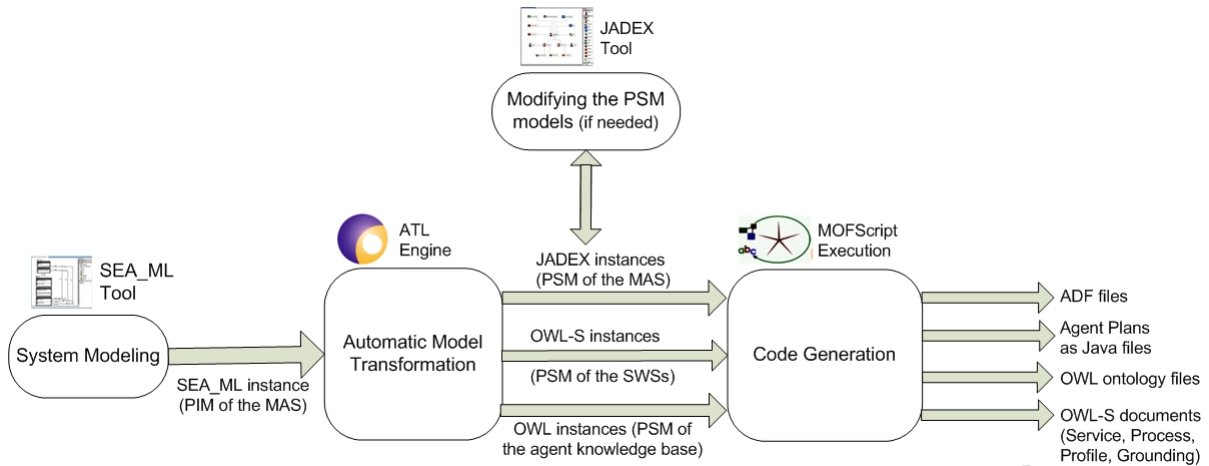 JADEX
Tool
Modifying the PSM
models (if needed)
ATL
Engine
MOFScript
Execution
SEA_ML
Tool
System Modeling
SEA_ML instance
(PIM of the MAS)
Automatic Model
Transformation
JADEX instances
(PSM of the MAS)
OWL-S instances
(PSM of the SWSs)
OWL instances (PSM of
the agent knowledge base)
abc
Code Generation
ADF files
Agent Plans
as Java files
OWL ontology files
OWL-S documents
(Service, Process,
Profile, Grounding)